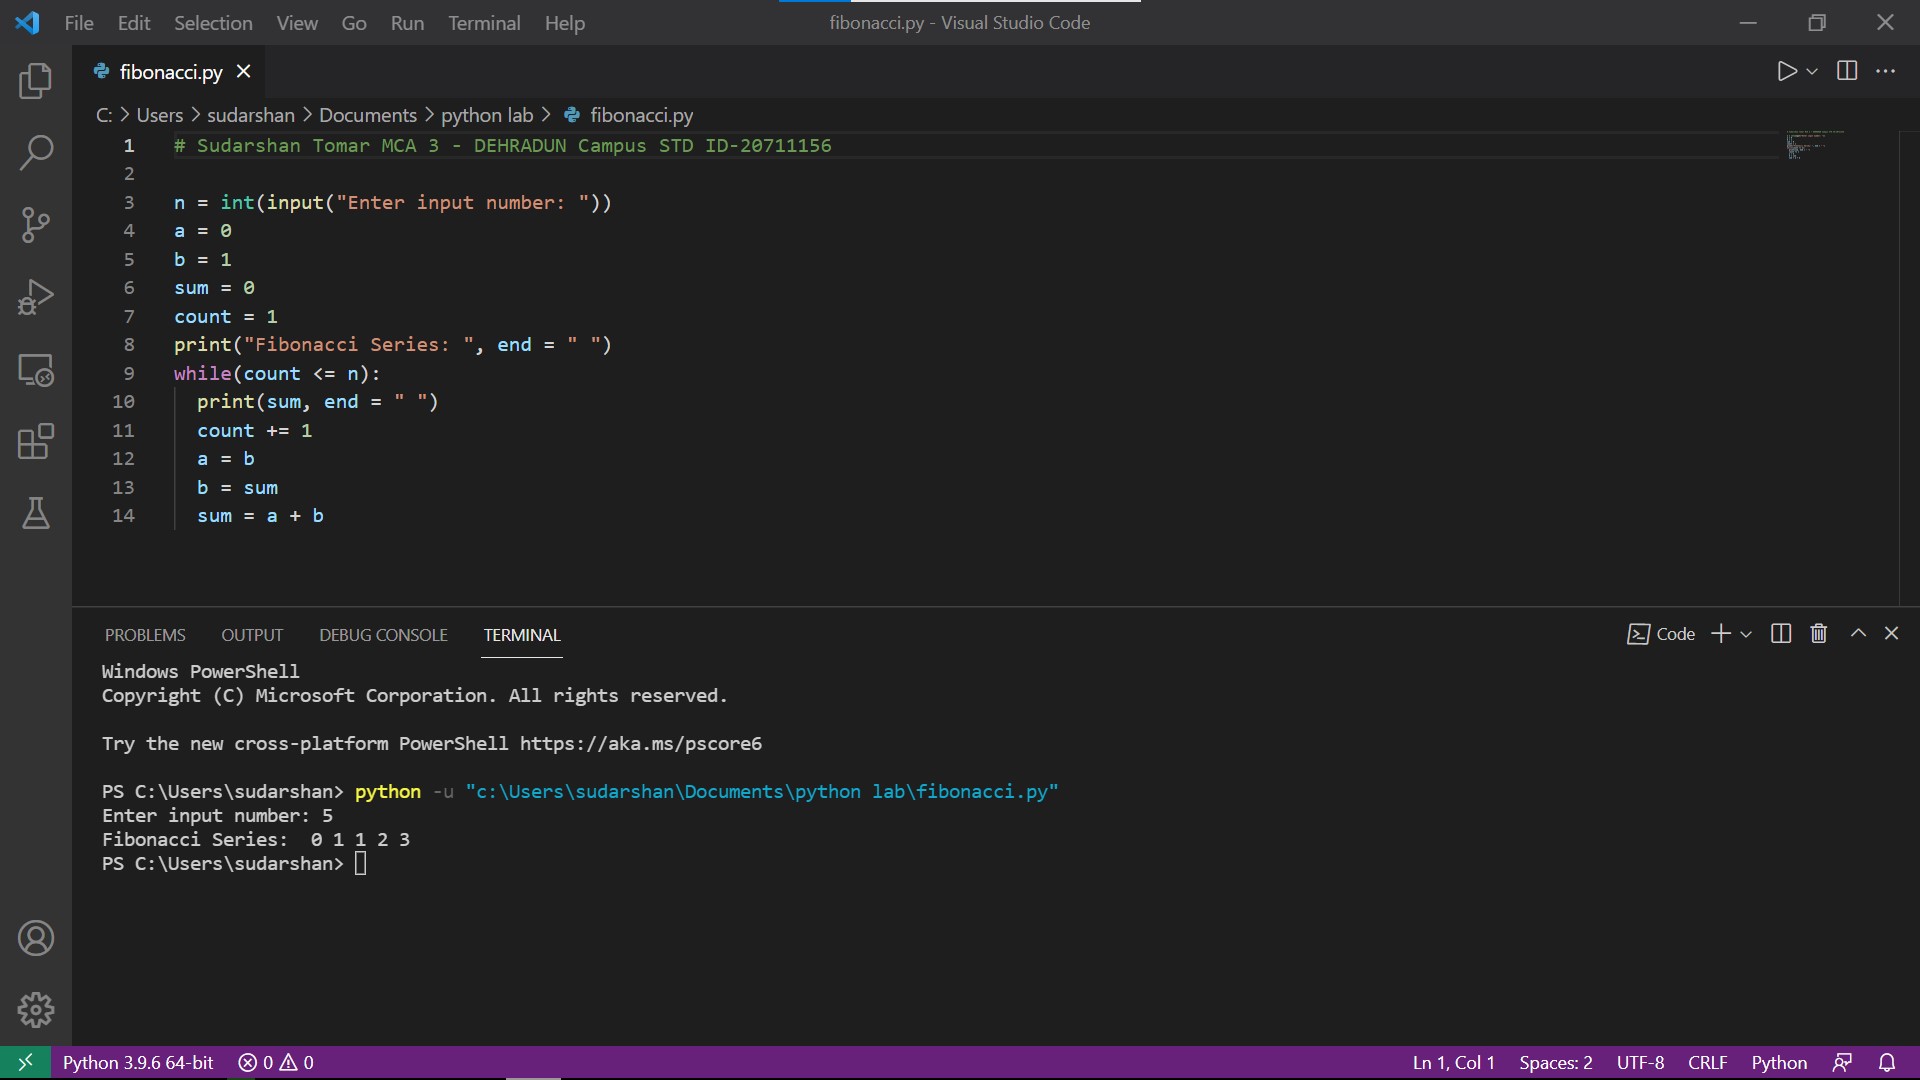 File Edit Selection View Go Run Terminal Help fibonacci.py - Visual Studio Code
fibonacci.py
C: > Users > sudarshan > Documents > python lab > fibonacci.py
1 # Sudarshan Tomar MCA 3 - DEHRADUN Campus STD ID-20711156
2
3 n = int(input("Enter input number: "))
4 a = 0
5 b = 1
6 sum = 0
7 count = 1
8 print("Fibonacci Series: ", end = " ")
9 while(count <= n):
10 print(sum, end = " ")
11 count += 1
12 a = b
13 b = sum
14 sum = a + b
PROBLEMS OUTPUT DEBUG CONSOLE TERMINAL Code
Windows PowerShell
Copyright (C) Microsoft Corporation. All rights reserved.
Try the new cross-platform PowerShell https://aka.ms/pscore6
PS C:\Users\sudarshan> python -u "c:\Users\sudarshan\Documents\python lab\fibonacci.py"
Enter input number: 5
Fibonacci Series:  0 1 1 2 3
PS C:\Users\sudarshan>
Python 3.9.6 64-bit 0 0 Ln 1, Col 1 Spaces: 2 UTF-8 CRLF Python